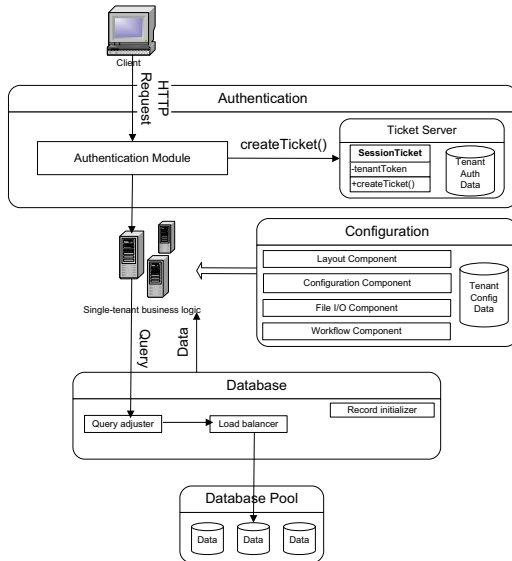 Client
HTTP
Request
Authentication
Authentication Module
createTicket()
Ticket Server
SessionTicket
-tenantToken
+createTicket()
Tenant
Auth
Data
Configuration
Layout Component
Configuration Component
File I/O Component
Workflow Component
Tenant
Config
Data
Single-tenant business logic
Query
Data
Database
Record initializer
Query adjuster
Load balancer
Database Pool
Data
Data
Data